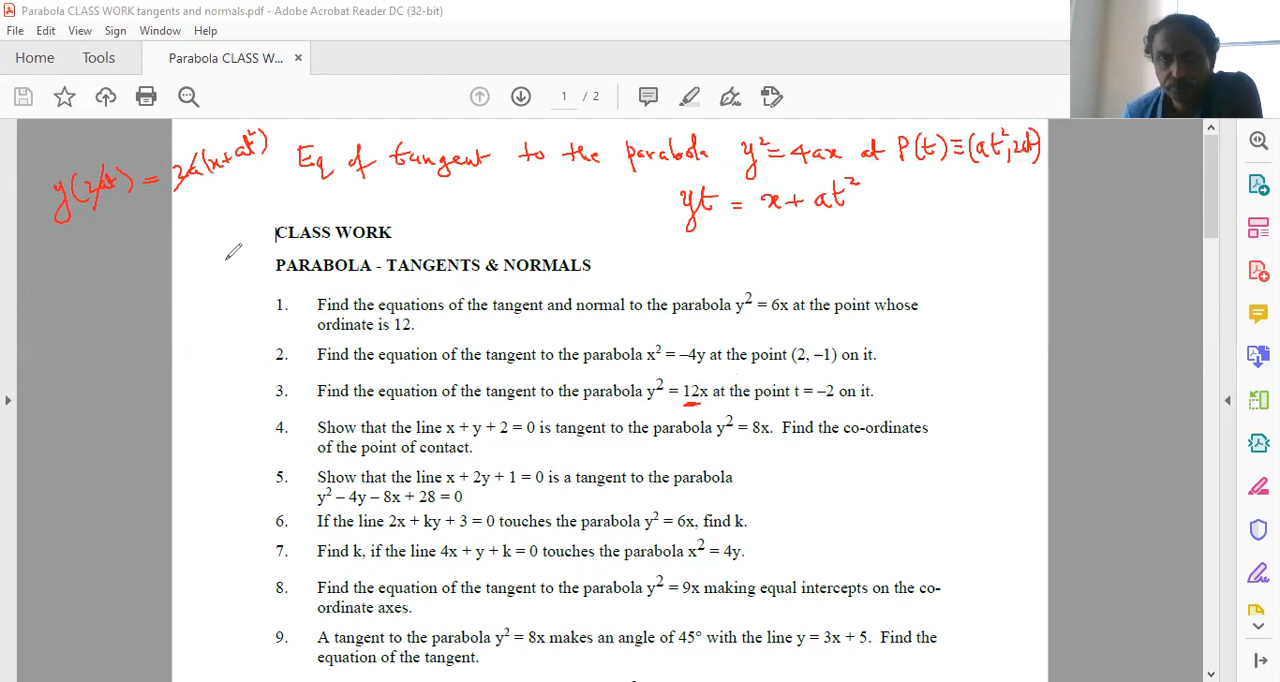 Parabola CLASS WORK tangents and normals.pdf - Adobe Acrobat Reader DC (32-bit)
File Edit View Sign Window Help
Home Tools Parabola CLASS W... ×
1 / 2
Eq of tangent to the parabola y² = 4ax at P(t) ≡ (at², 2at)
y(2at) = 2a(x + at²)
yt = x + at²
CLASS WORK
PARABOLA - TANGENTS & NORMALS
1. Find the equations of the tangent and normal to the parabola y² = 6x at the point whose
ordinate is 12.
2. Find the equation of the tangent to the parabola x² = –4y at the point (2, –1) on it.
3. Find the equation of the tangent to the parabola y² = 12x at the point t = –2 on it.
4. Show that the line x + y + 2 = 0 is tangent to the parabola y² = 8x. Find the co-ordinates
of the point of contact.
5. Show that the line x + 2y + 1 = 0 is a tangent to the parabola
y² – 4y – 8x + 28 = 0
6. If the line 2x + ky + 3 = 0 touches the parabola y² = 6x, find k.
7. Find k, if the line 4x + y + k = 0 touches the parabola x² = 4y.
8. Find the equation of the tangent to the parabola y² = 9x making equal intercepts on the co-
ordinate axes.
9. A tangent to the parabola y² = 8x makes an angle of 45° with the line y = 3x + 5. Find the
equation of the tangent.